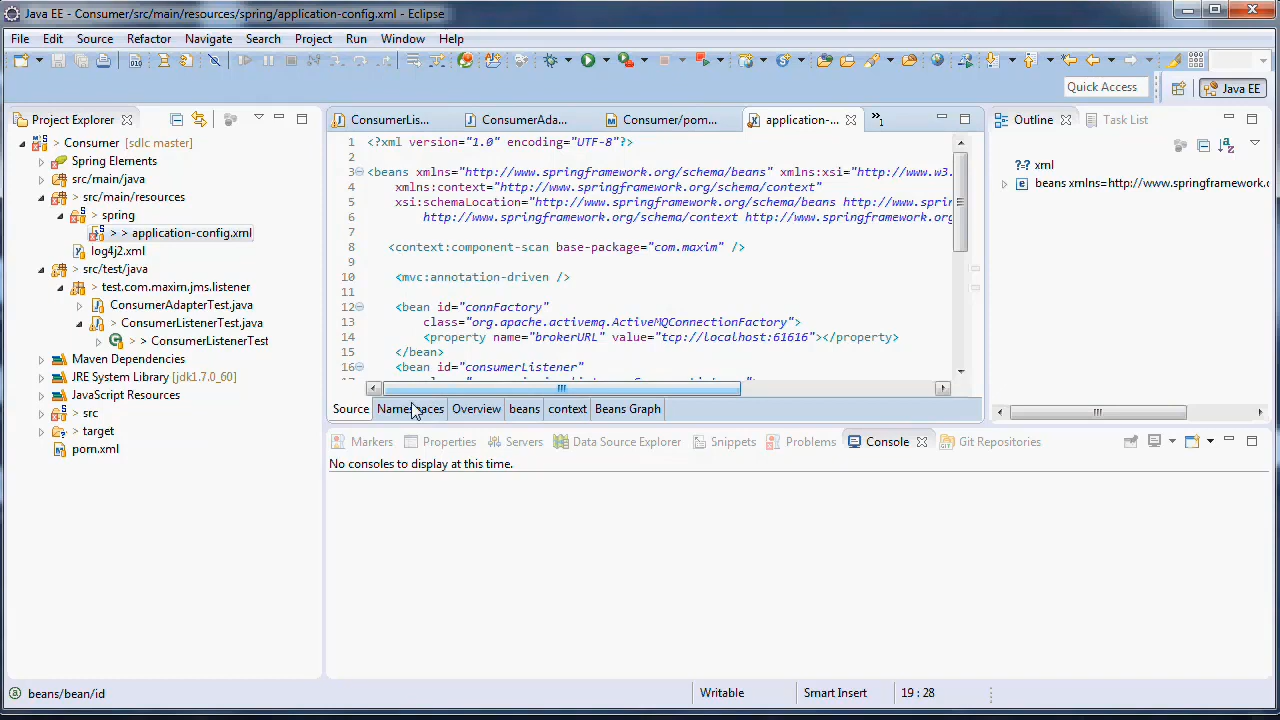 Java EE - Consumer/src/main/resources/spring/application-config.xml - Eclipse
File Edit Source Refactor Navigate Search Project Run Window Help
Quick Access Java EE
Project Explorer
Consumer [sdlc master]
Spring Elements
src/main/java
src/main/resources
spring
> > application-config.xml
log4j2.xml
src/test/java
> test.com.maxim.jms.listener
ConsumerAdapterTest.java
> ConsumerListenerTest.java
> > ConsumerListenerTest
Maven Dependencies
JRE System Library [jdk1.7.0_60]
JavaScript Resources
> src
target
pom.xml
ConsumerLis... ConsumerAda... Consumer/pom... application-... »1
1 <?xml version="1.0" encoding="UTF-8"?>
2
3 <beans xmlns="http://www.springframework.org/schema/beans" xmlns:xsi="http://www.w3.
4 xmlns:context="http://www.springframework.org/schema/context"
5 xsi:schemaLocation="http://www.springframework.org/schema/beans http://www.sprin
6 http://www.springframework.org/schema/context http://www.springframework.org
7
8 <context:component-scan base-package="com.maxim" />
9
10 <mvc:annotation-driven />
11
12 <bean id="connFactory"
13 class="org.apache.activemq.ActiveMQConnectionFactory">
14 <property name="brokerURL" value="tcp://localhost:61616"></property>
15 </bean>
16 <bean id="consumerListener"
Source Namespaces Overview beans context Beans Graph
Outline Task List
xml
beans xmlns=http://www.springframework.o
Markers Properties Servers Data Source Explorer Snippets Problems Console Git Repositories
No consoles to display at this time.
beans/bean/id Writable Smart Insert 19 : 28